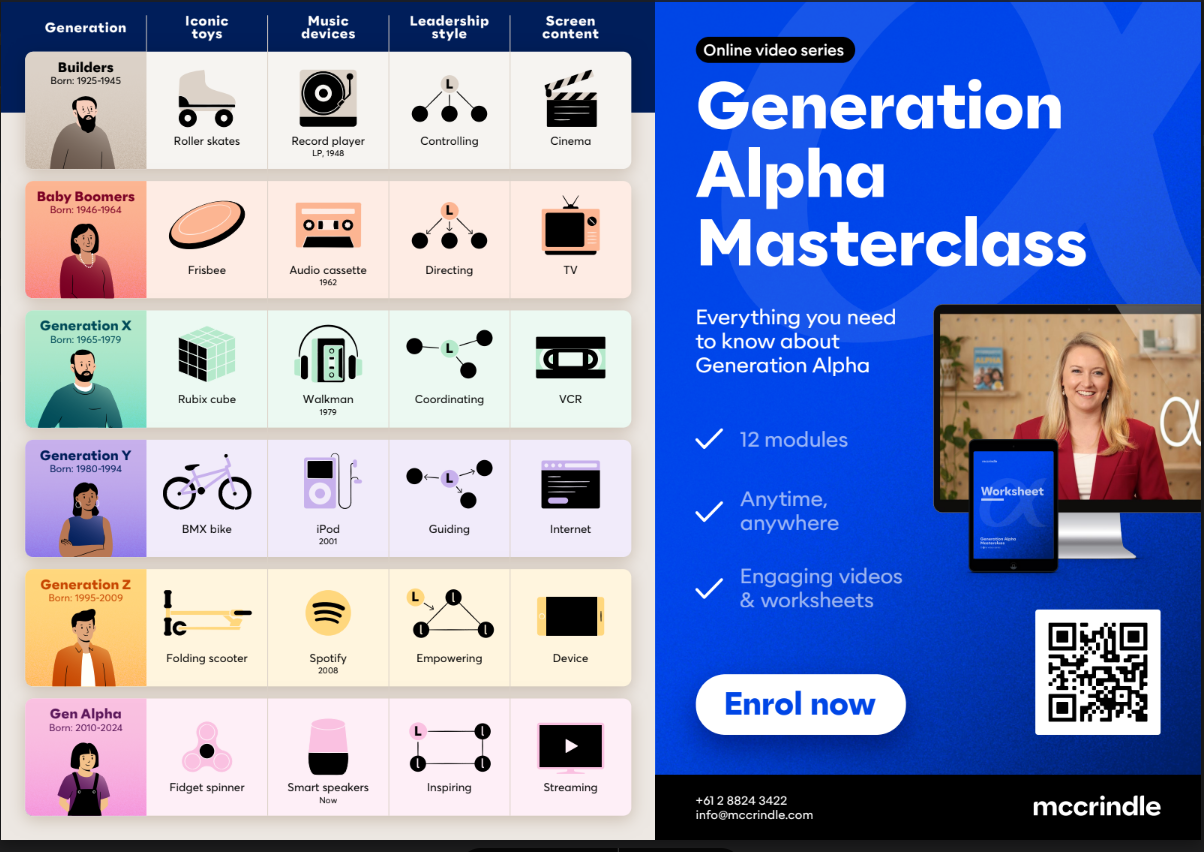 Generation
Iconic
toys
Music
devices
Leadership
style
Screen
content
Builders
Born: 1925-1945
Roller skates
Record player
LP, 1948
L
Controlling
Cinema
Baby Boomers
Born: 1946-1964
Frisbee
Audio cassette
1962
L
Directing
TV
Generation X
Born: 1965-1979
Rubix cube
Walkman
1979
L
Coordinating
VCR
Generation Y
Born: 1980-1994
BMX bike
iPod
2001
L
Guiding
Internet
Generation Z
Born: 1995-2009
Folding scooter
Spotify
2008
L
l
l
l
Empowering
Device
Gen Alpha
Born: 2010-2024
Fidget spinner
Smart speakers
Now
L
l
l
l
Inspiring
Streaming
Online video series
Generation
Alpha
Masterclass
Everything you need
to know about
Generation Alpha
12 modules
Anytime,
anywhere
Engaging videos
& worksheets
α
mccrindle
Worksheet
α
Generation Alpha
Masterclass
Enrol now
+61 2 8824 3422
info@mccrindle.com
mccrindle